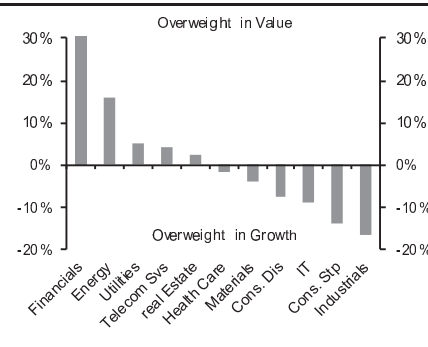 Overweight in Value
30% 30%
20% 20%
10% 10%
0% 0%
-10% -10%
Overweight in Growth
-20% -20%
Financials
Energy
Utilities
Telecom Svs
real Estate
Health Care
Materials
Cons. Dis
IT
Cons. Stp
Industrials